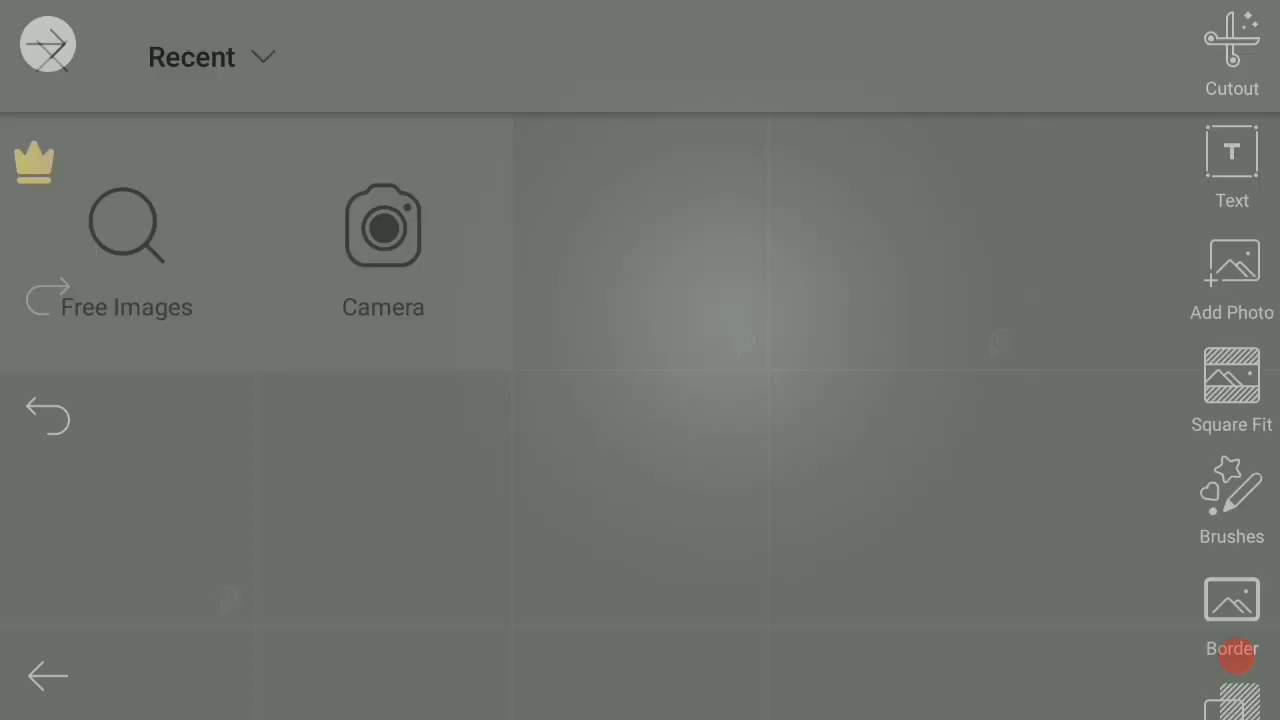 Recent
Cutout
T
Text
Free Images
Camera
Add Photo
Square Fit
Brushes
Border